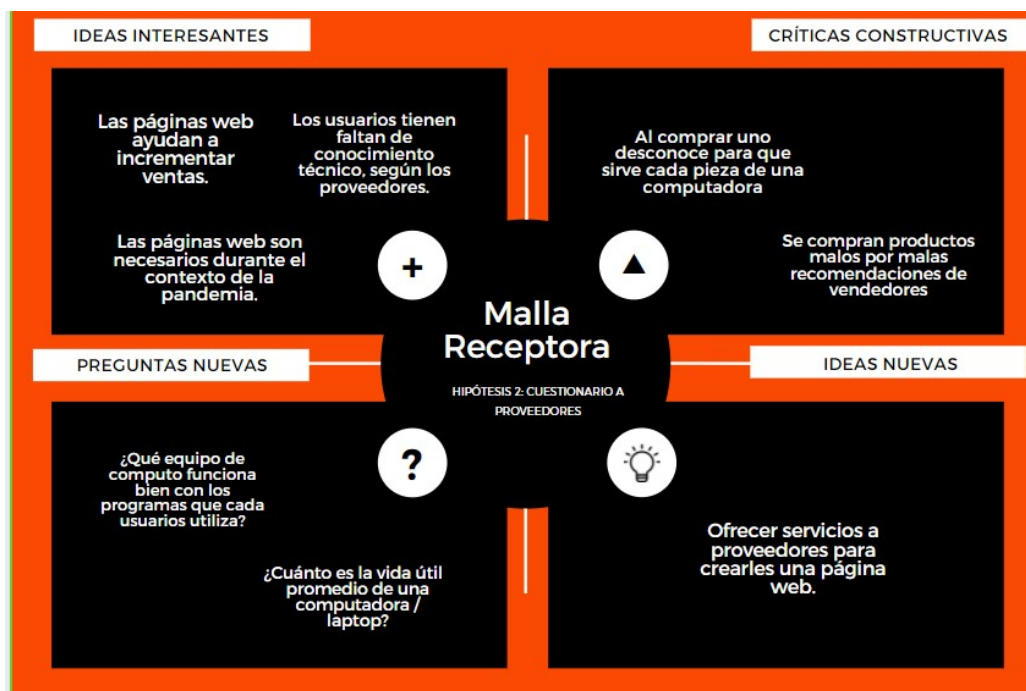 IDEAS INTERESANTES
Las páginas web
ayudan a
incrementar
ventas.
Los usuarios tienen
faltan de
conocimiento
técnico, según los
proveedores.
Las páginas web son
necesarios durante el
contexto de la
pandemia.
+
CRÍTICAS CONSTRUCTIVAS
Al comprar uno
desconoce para que
sirve cada pieza de una
computadora
Se compran productos
malos por malas
recomendaciones de
vendedores
Malla
Receptora
HIPÓTESIS 2: CUESTIONARIO A
PROVEEDORES
PREGUNTAS NUEVAS
?
¿Qué equipo de
computo funciona
bien con los
programas que cada
usuarios utiliza?
¿Cuánto es la vida útil
promedio de una
computadora /
laptop?
IDEAS NUEVAS
Ofrecer servicios a
proveedores para
crearles una página
web.